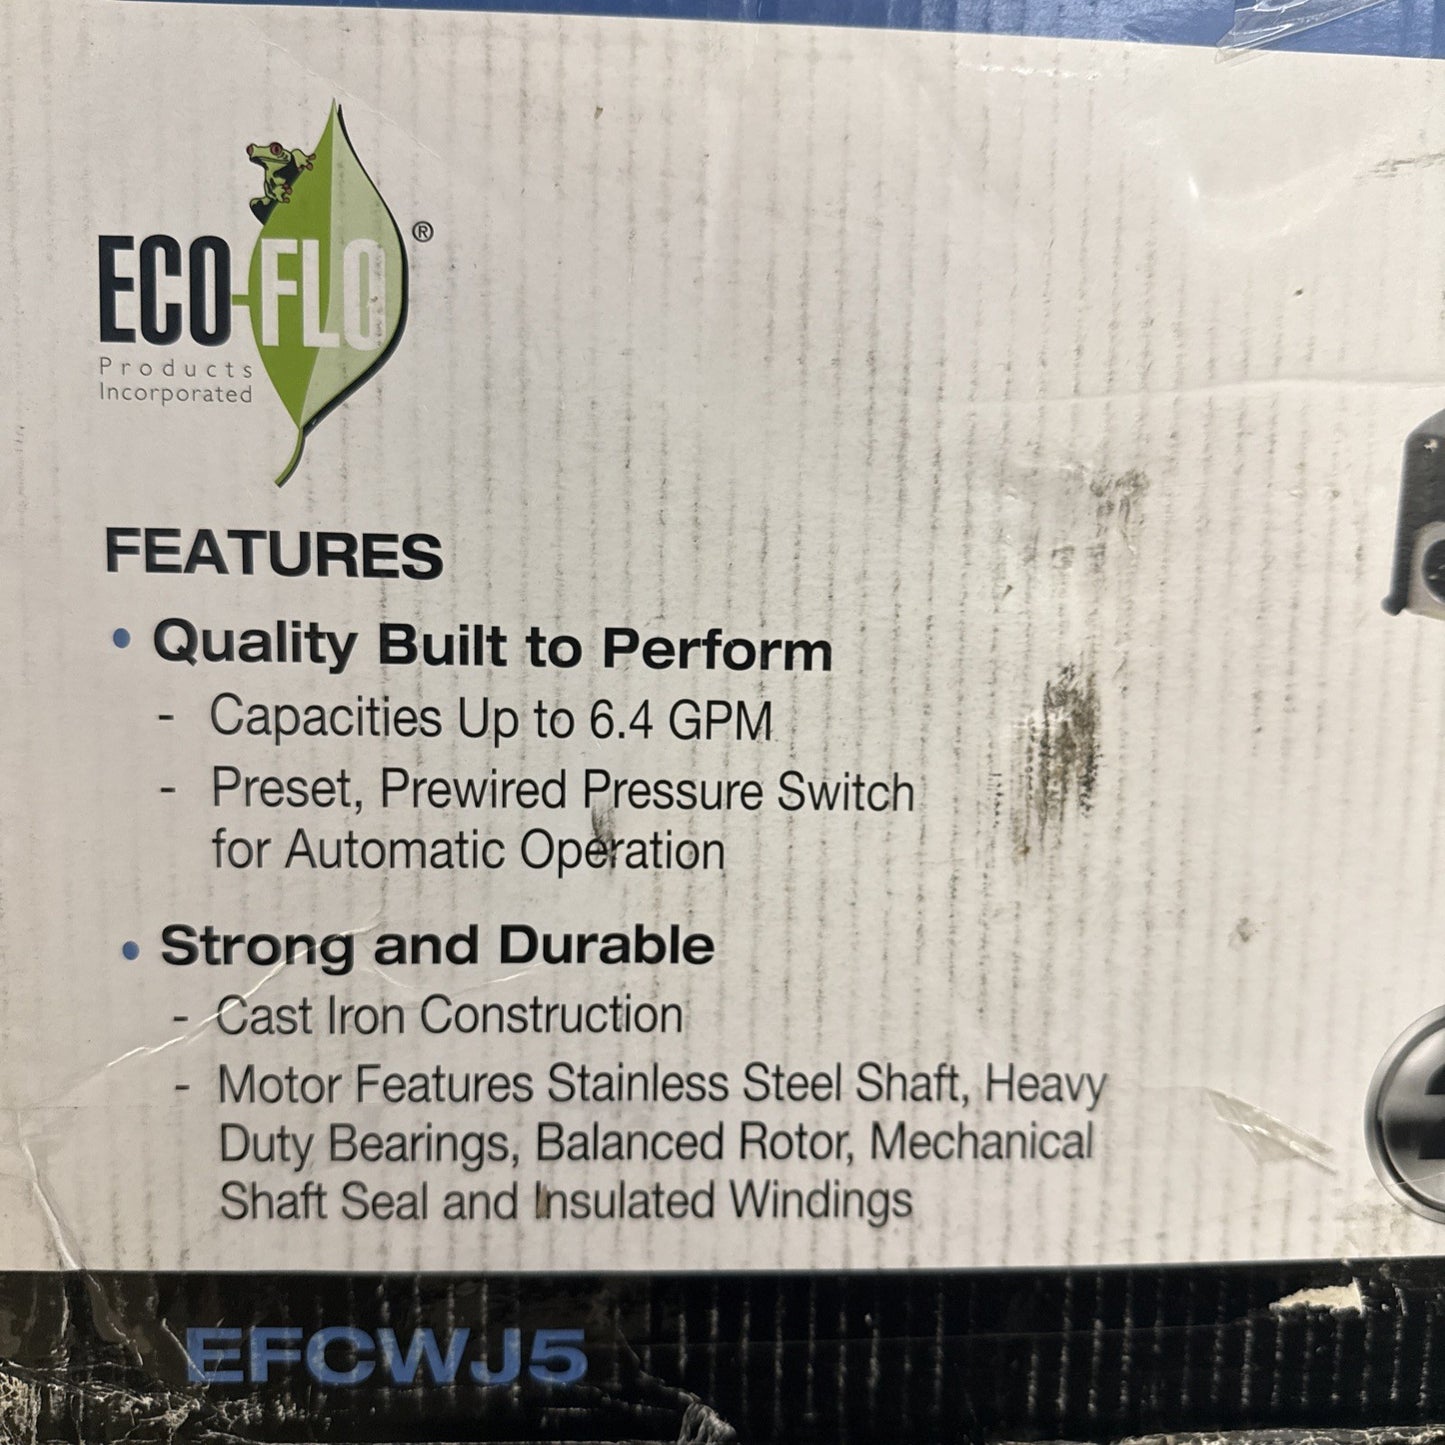 ECO-FLO®
Products
Incorporated
FEATURES
• Quality Built to Perform
- Capacities Up to 6.4 GPM
- Preset, Prewired Pressure Switch
for Automatic Operation
• Strong and Durable
- Cast Iron Construction
- Motor Features Stainless Steel Shaft, Heavy
Duty Bearings, Balanced Rotor, Mechanical
Shaft Seal and Insulated Windings
EFCWJ5